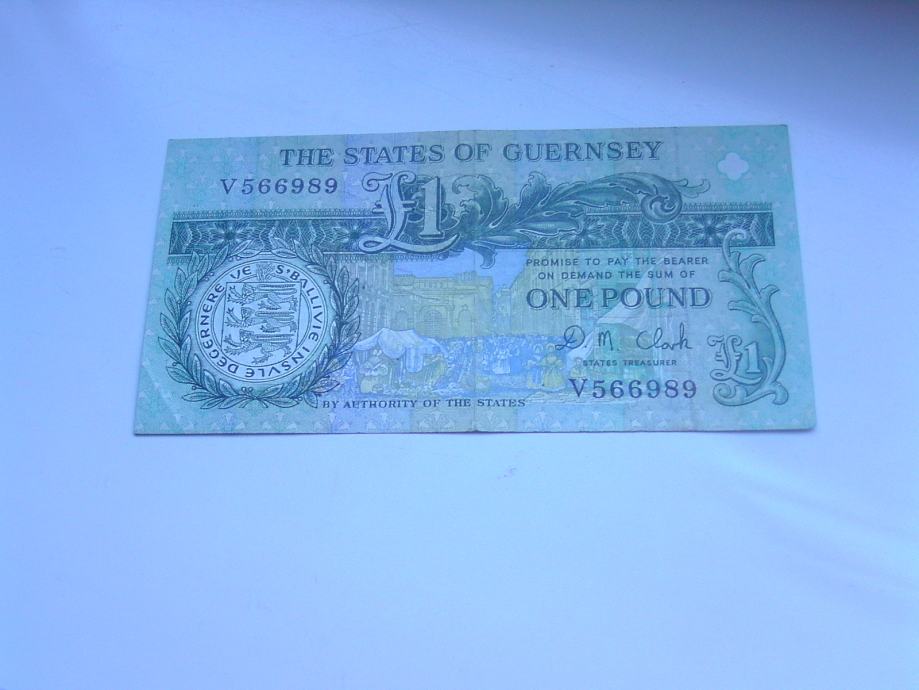 THE STATES OF GUERNSEY
V566989
£1
PROMISE TO PAY THE BEARER
ON DEMAND THE SUM OF
ONE POUND
D. M. Clark
STATES TREASURER
£1
V566989
S'BALLIVIE INSVLE DEGERNERE VE
BY AUTHORITY OF THE STATES